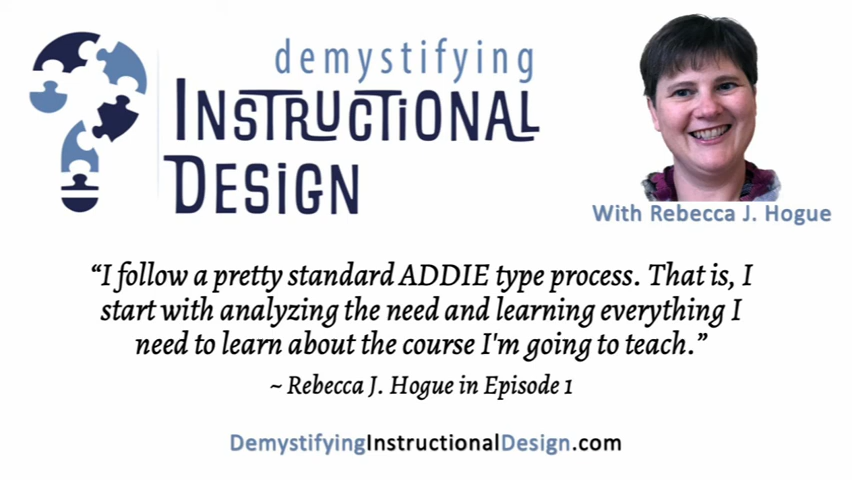 demystifying
INSTRUCTIONAL
DESiGN
With Rebecca J. Hogue
“I follow a pretty standard ADDIE type process. That is, I
start with analyzing the need and learning everything I
need to learn about the course I'm going to teach.”
~ Rebecca J. Hogue in Episode 1
DemystifyingInstructionalDesign.com